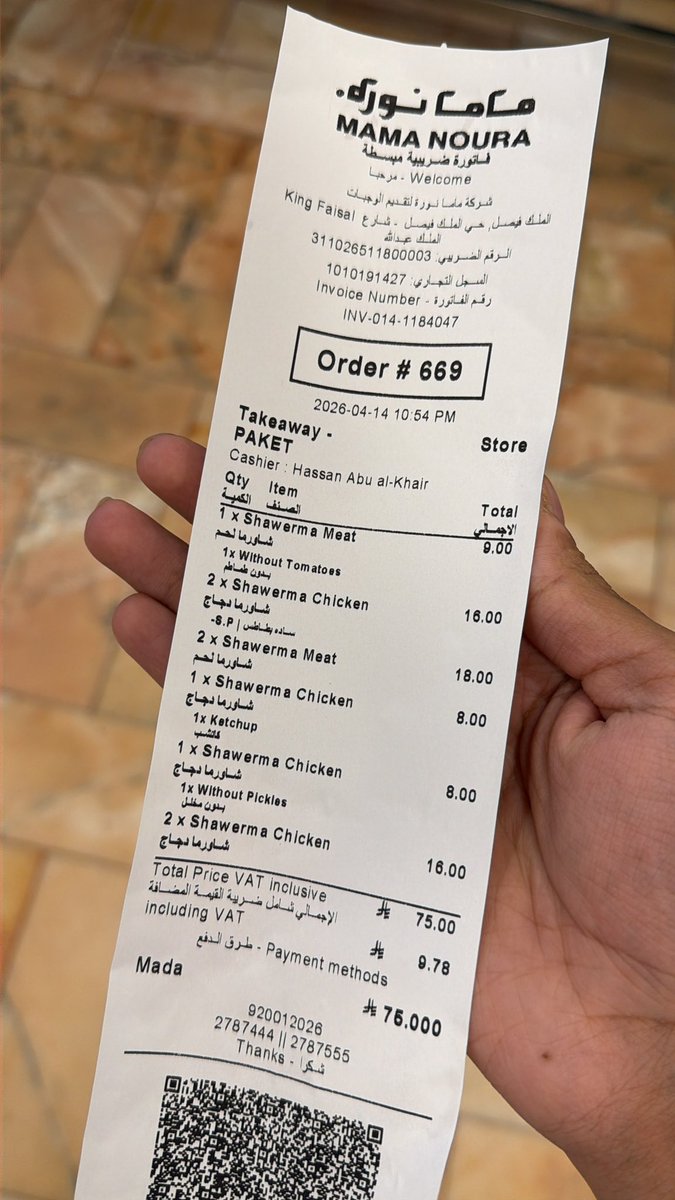 ماما نوره.
MAMA NOURA
فاتورة ضريبية مبسطة
مرحبا - Welcome
شركة ماما نورة لتقديم الوجبات
الملك فيصل, حي الملك فيصل - شارع King Faisal
الملك عبدالله
الرقم الضريبي: 311026511800003
السجل التجاري: 1010191427
رقم الفاتورة - Invoice Number
INV-014-1184047
Order # 669
2026-04-14 10:54 PM
Takeaway - Store
PAKET
Cashier : Hassan Abu al-Khair
Qty Item Total
الكمية الصنف الاجمالي
1 x Shawerma Meat 9.00
شاورما لحم
1x Without Tomatoes
بدون طماطم
2 x Shawerma Chicken 16.00
شاورما دجاج
-S.P | ساده بطاطس
2 x Shawerma Meat 18.00
شاورما لحم
1 x Shawerma Chicken 8.00
شاورما دجاج
1x Ketchup
كاتشب
1 x Shawerma Chicken 8.00
شاورما دجاج
1x Without Pickles
بدون مخلل
2 x Shawerma Chicken 16.00
شاورما دجاج
Total Price VAT inclusive 75.00
الإجمالي شامل ضريبة القيمة المضافة
including VAT 9.78
طرق الدفع - Payment methods
Mada 75.000
920012026
2787444 || 2787555
شكرا - Thanks